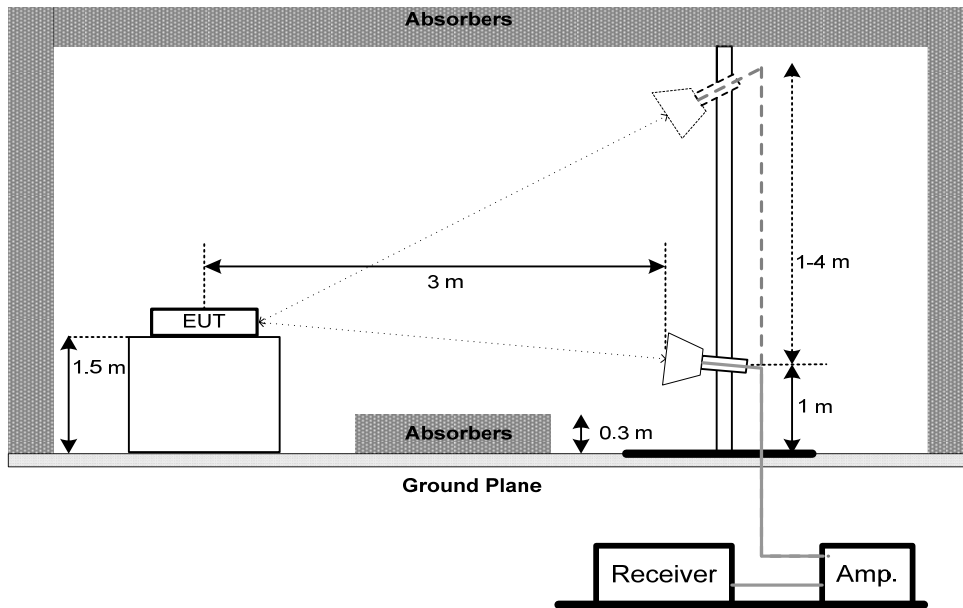 Absorbers
1-4 m
3 m
EUT
1.5 m
1 m
Absorbers
0.3 m
Ground Plane
Receiver
Amp.